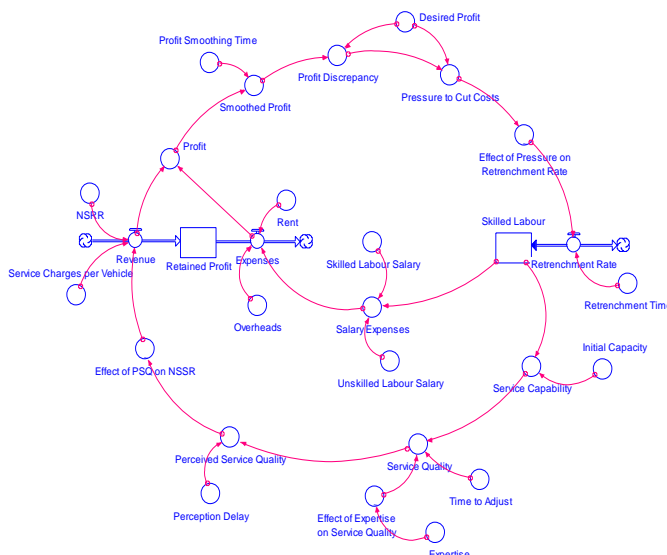 Desired Profit
Profit Smoothing Time
Profit Discrepancy
Smoothed Profit
Pressure to Cut Costs
Profit
Effect of Pressure on
Retrenchment Rate
NSRR
Rent
Skilled Labour
Revenue
Retained Profit
Expenses
Skilled Labour Salary
Retrenchment Rate
Service Charges per Vehicle
Overheads
Salary Expenses
Retrenchment Time
Initial Capacity
Effect of PSQ on NSSR
Unskilled Labour Salary
Service Capability
Perceived Service Quality
Service Quality
Time to Adjust
Perception Delay
Effect of Expertise
on Service Quality
Expertise